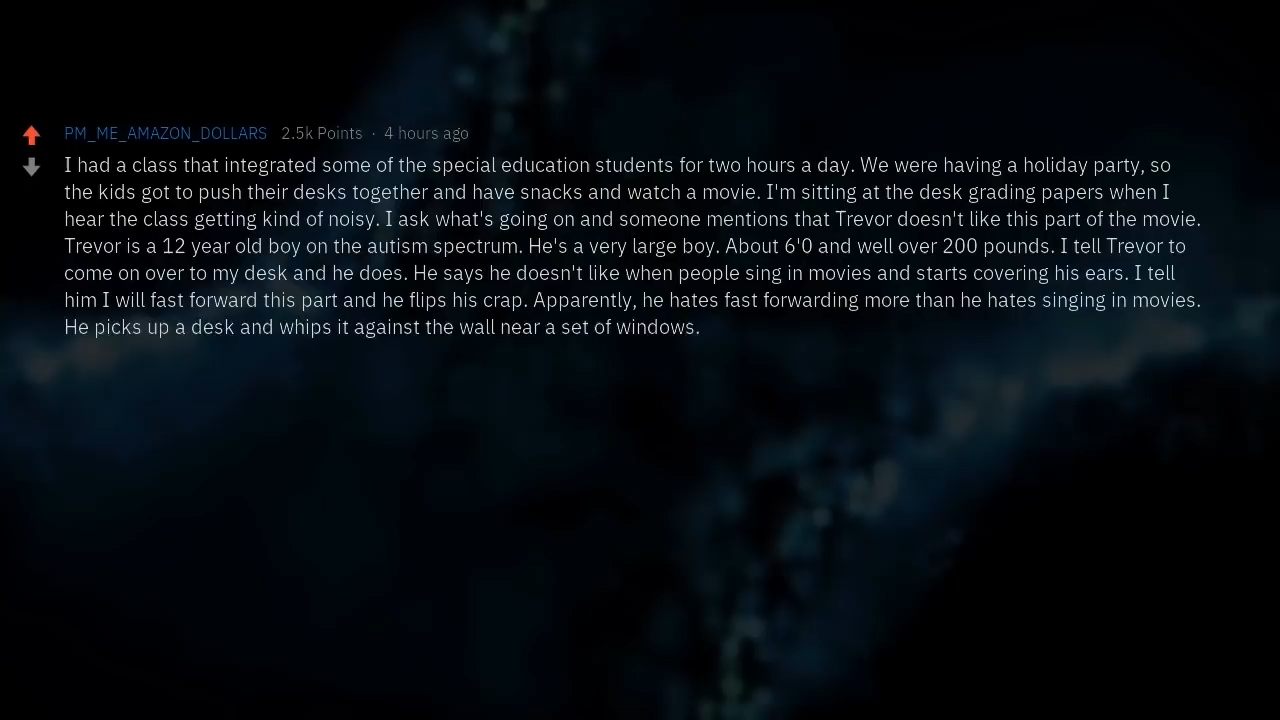 PM_ME_AMAZON_DOLLARS 2.5k Points · 4 hours ago
I had a class that integrated some of the special education students for two hours a day. We were having a holiday party, so
the kids got to push their desks together and have snacks and watch a movie. I'm sitting at the desk grading papers when I
hear the class getting kind of noisy. I ask what's going on and someone mentions that Trevor doesn't like this part of the movie.
Trevor is a 12 year old boy on the autism spectrum. He's a very large boy. About 6'0 and well over 200 pounds. I tell Trevor to
come on over to my desk and he does. He says he doesn't like when people sing in movies and starts covering his ears. I tell
him I will fast forward this part and he flips his crap. Apparently, he hates fast forwarding more than he hates singing in movies.
He picks up a desk and whips it against the wall near a set of windows.